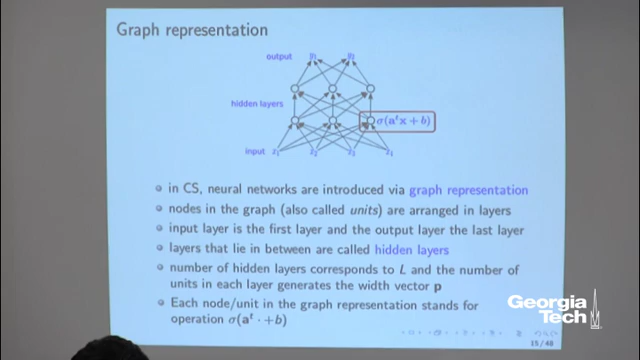 Graph representation
output y₁ y₂
hidden layers
σ(aᵗx + b)
input
in CS, neural networks are introduced via graph representation
nodes in the graph (also called units) are arranged in layers
input layer is the first layer and the output layer the last layer
layers that lie in between are called hidden layers
number of hidden layers corresponds to L and the number of
units in each layer generates the width vector p
Each node/unit in the graph representation stands for
operation σ(aᵗ · +b)
Georgia
Tech
15 / 48